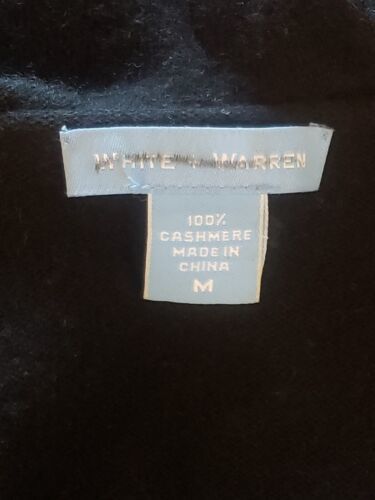 WHITE + WARREN
100%
CASHMERE
MADE IN
CHINA
M